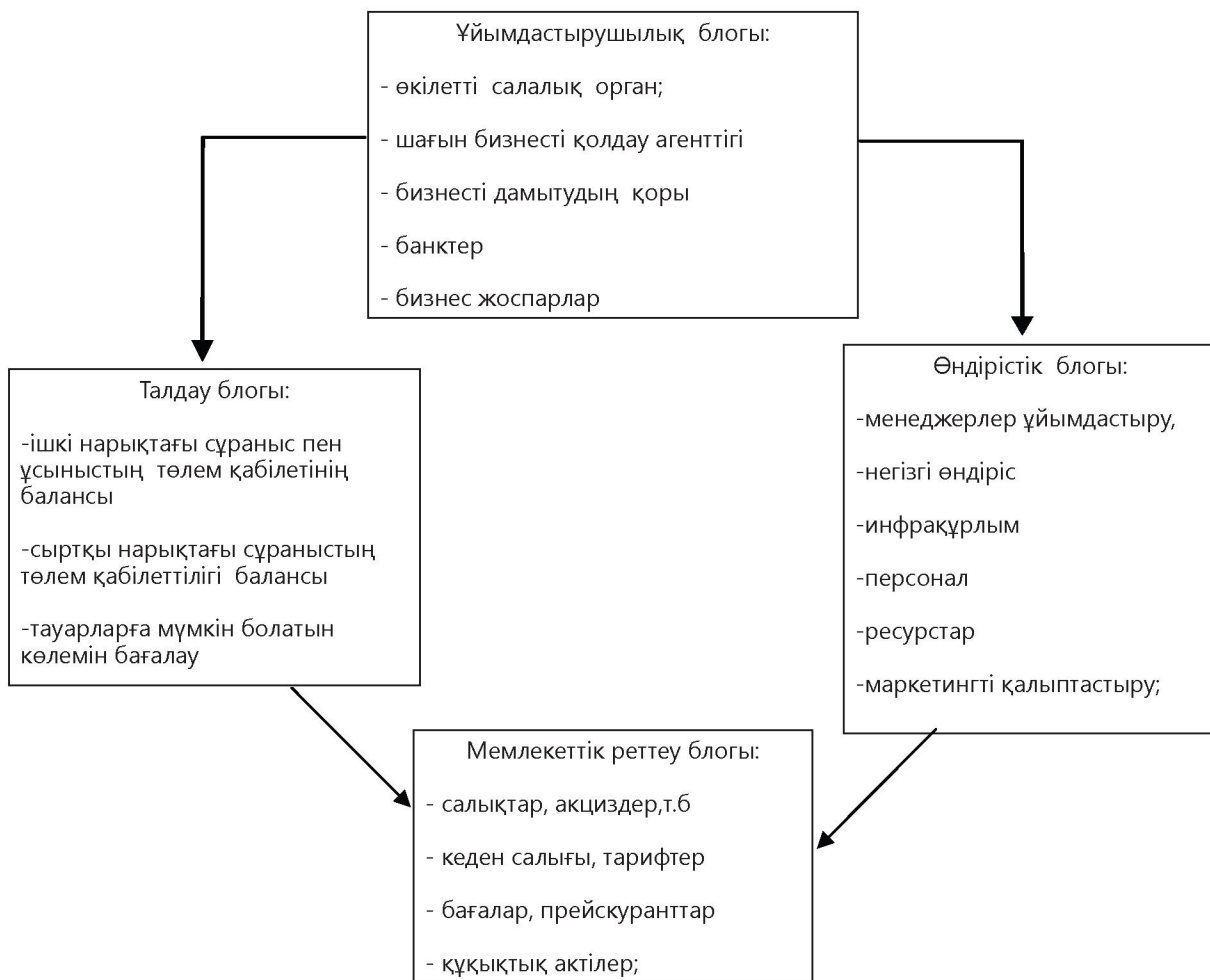 Ұйымдастырушылық блогы:
- өкілетті салалық орган;
- шағын бизнесті қолдау агенттігі
- бизнесті дамытудың қоры
- банктер
- бизнес жоспарлар
Талдау блогы:
-ішкі нарықтағы сұраныс пен
ұсыныстың төлем қабілетінің
балансы
-сыртқы нарықтағы сұраныстың
төлем қабілеттілігі балансы
-тауарларға мүмкін болатын
көлемін бағалау
Өндірістік блогы:
-менеджерлер ұйымдастыру,
-негізгі өндіріс
-инфрақұрлым
-персонал
-ресурстар
-маркетингті қалыптастыру;
Мемлекеттік реттеу блогы:
- салықтар, акциздер,т.б
- кеден салығы, тарифтер
- бағалар, прейскуранттар
- құқықтық актілер;